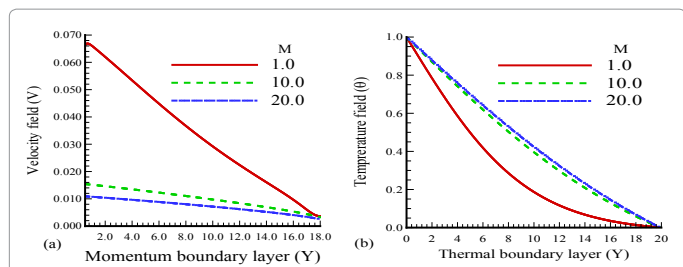 0.070
0.060
0.050
0.040
0.030
0.020
0.010
0.000
Velocity field (V)
M
1.0
10.0
20.0
2.0 4.0 6.0 8.0 10.0 12.0 14.0 16.0 18.0
(a)
Momentum boundary layer (Y)
1.0
0.8
0.6
0.4
0.2
0.0
Temprerature field (θ)
M
1.0
10.0
20.0
0 2 4 6 8 10 12 14 16 18 20
(b)
Thermal boundary layer (Y)